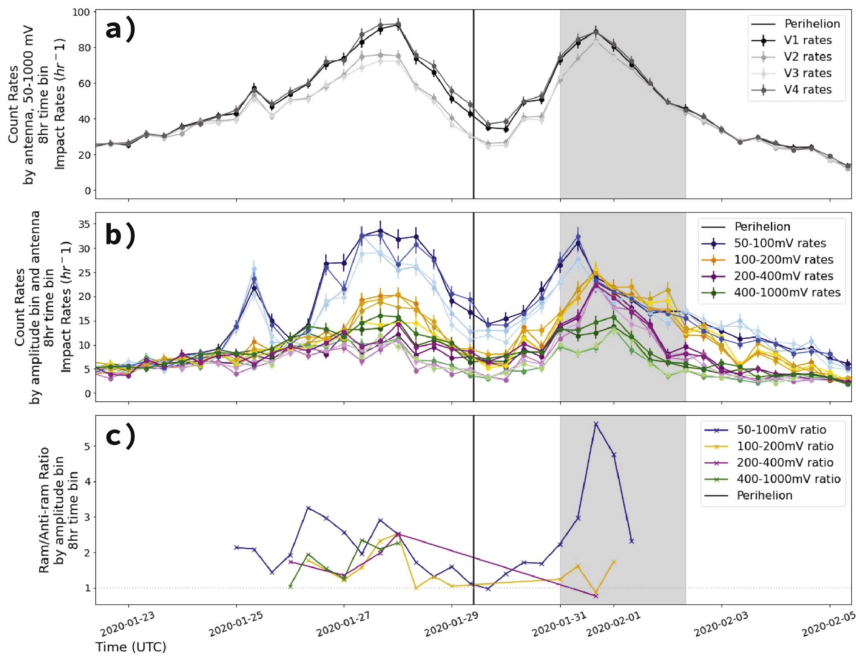 a)
Count Rates
by antenna, 50-1000 mV
8hr time bin
Impact Rates (hr⁻¹)
100
80
60
40
20
0
Perihelion
V1 rates
V2 rates
V3 rates
V4 rates
b)
Count Rates
by amplitude bin and antenna
8hr time bin
Impact Rates (hr⁻¹)
35
30
25
20
15
10
5
0
Perihelion
50-100mV rates
100-200mV rates
200-400mV rates
400-1000mV rates
c)
Ram/Anti-ram Ratio
by amplitude bin
8hr time bin
5
4
3
2
1
50-100mV ratio
100-200mV ratio
200-400mV ratio
400-1000mV ratio
Perihelion
2020-01-23
2020-01-25
2020-01-27
2020-01-29
2020-01-31
2020-02-01
2020-02-03
2020-02-05
Time (UTC)